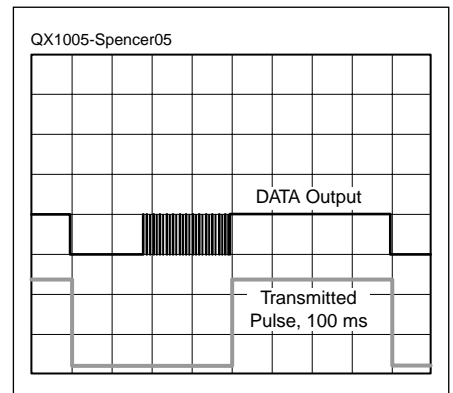 QX1005-Spencer05
DATA Output
Transmitted
Pulse, 100 ms